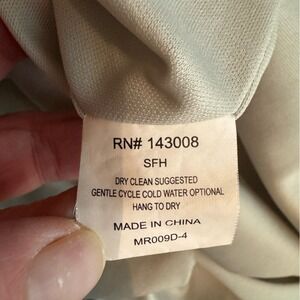 RN# 143008
SFH
DRY CLEAN SUGGESTED
GENTLE CYCLE COLD WATER OPTIONAL
HANG TO DRY
MADE IN CHINA
MR009D-4